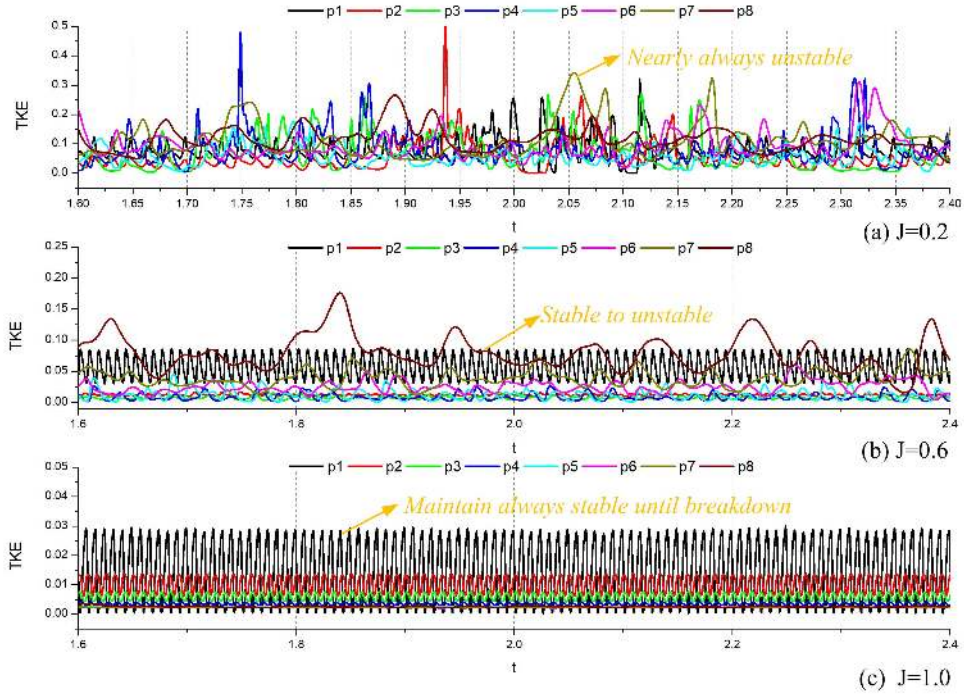 p1 p2 p3 p4 p5 p6 p7 p8
0.5
Nearly always unstable
0.4
0.3
TKE
0.2
0.1
0.0
1.60 1.65 1.70 1.75 1.80 1.85 1.90 1.95 2.00 2.05 2.10 2.15 2.20 2.25 2.30 2.35 2.40
t
(a) J=0.2
0.25
p1 p2 p3 p4 p5 p6 p7 p8
0.20
0.15
Stable to unstable
TKE
0.10
0.05
0.00
1.6 1.8 2.0 2.2 2.4
t
(b) J=0.6
0.05
p1 p2 p3 p4 p5 p6 p7 p8
0.04
Maintain always stable until breakdown
0.03
TKE
0.02
0.01
0.00
1.6 1.8 2.0 2.2 2.4
t
(c) J=1.0